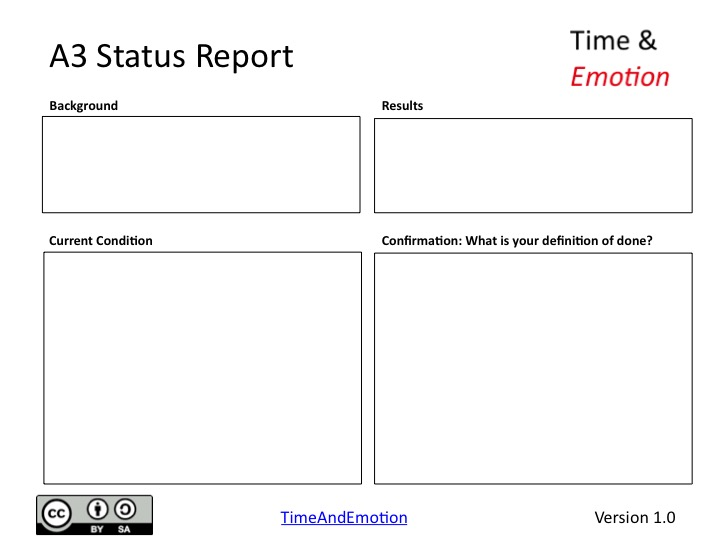 A3 Status Report
Time &
Emotion
Background
Results
Current Condition
Confirmation: What is your definition of done?
cc
BY SA
TimeAndEmotion
Version 1.0